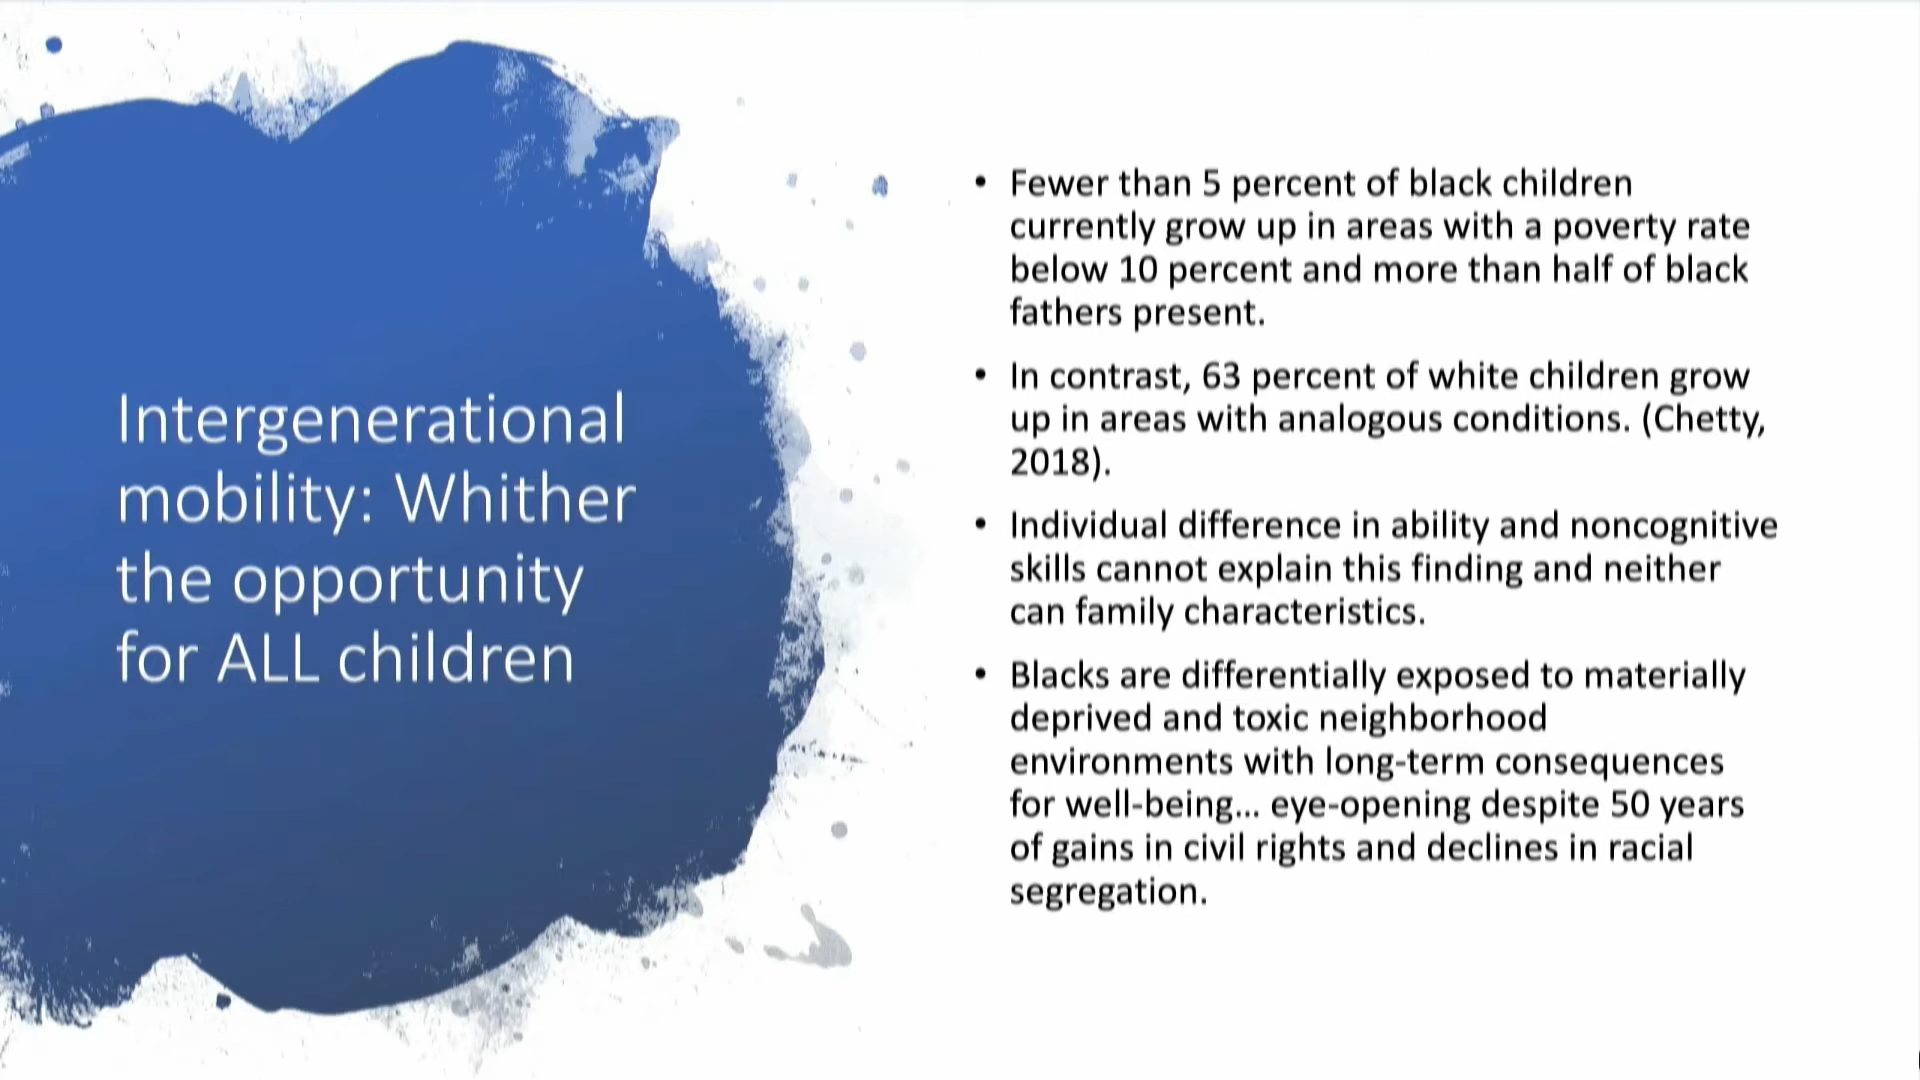 Intergenerational
mobility: Whither
the opportunity
for ALL children
• Fewer than 5 percent of black children
currently grow up in areas with a poverty rate
below 10 percent and more than half of black
fathers present.
• In contrast, 63 percent of white children grow
up in areas with analogous conditions. (Chetty,
2018).
• Individual difference in ability and noncognitive
skills cannot explain this finding and neither
can family characteristics.
• Blacks are differentially exposed to materially
deprived and toxic neighborhood
environments with long-term consequences
for well-being... eye-opening despite 50 years
of gains in civil rights and declines in racial
segregation.